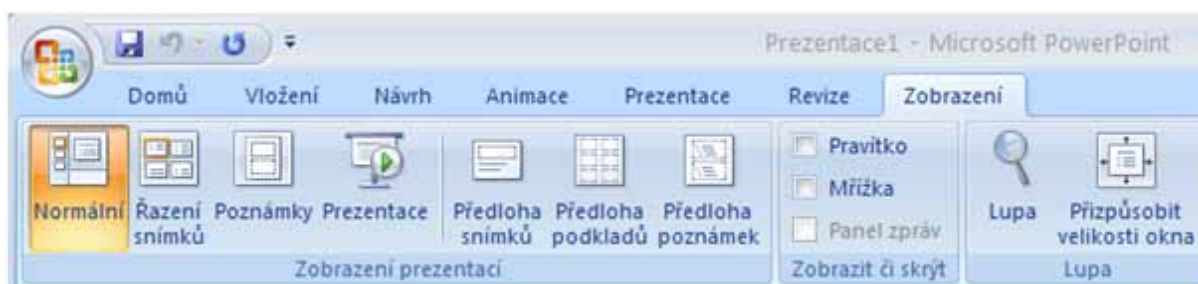 Prezentace1 - Microsoft PowerPoint
Domů Vložení Návrh Animace Prezentace Revize Zobrazení
Normální Řazení snímků Poznámky Prezentace Předloha snímků Předloha podkladů Předloha poznámek
Zobrazení prezentací
Pravítko
Mřížka
Panel zpráv
Zobrazit či skrýt
Lupa Přizpůsobit velikosti okna
Lupa